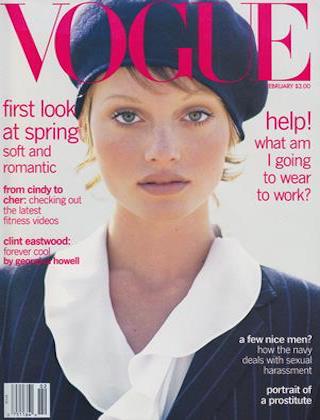 VOGUE
EBRUARY $3.00
first look
at spring
soft and
romantic
from cindy to
cher: checking out
the latest
fitness videos
clint eastwood:
forever cool
by georgina howell
help!
what am
I going
to wear
to work?
a few nice men?
how the navy
deals with sexual
harassment
portrait of
a prostitute
02